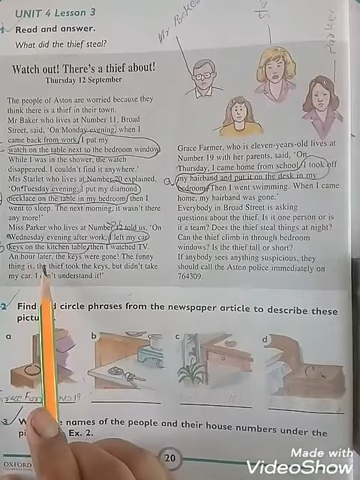 UNIT 4 Lesson 3
Read and answer.
What did the thief steal?
Watch out! There's a thief about!
Thursday 12 September
The people of Aston are worried because they
think there is a thief in town.
Mr Baker who lives at Number 11, Broad
Street, said, 'On Monday evening, when I
came back from work, I put my
watch on the table next to the bedroom window.
While I was in the shower, the watch
disappeared. I couldn't find it anywhere.'
Mrs Starlet who lives at Number 20 explained,
'On Tuesday evening, I put my diamond
necklace on the table in my bedroom, then I
went to sleep. The next morning, it wasn't there
any more!'
Miss Parker who lives at Number 12 told us, 'On
Wednesday evening after work, I left my car
keys on the kitchen table, then I watched TV.
An hour later, the keys were gone! The funny
thing is, the thief took the keys, but didn't take
my car. I can't understand it!'
Grace Farmer, who is eleven-years-old lives at
Number 19 with her parents, said, 'On
Thursday, I came home from school, I took off
my hairband and put it on the desk in my
bedroom. Then I went swimming. When I came
home, my hairband was gone.'
Everybody in Broad Street is asking
questions about the thief. Is it one person or is
it a team? Does the thief steal things at night?
Can the thief climb through bedroom
windows? Is the thief tall or short?
If anybody sees anything suspicious, they
should call the Aston police immediately on
764309.
2 Find and circle phrases from the newspaper article to describe these
a
b
c
d
names of the people and their house numbers under the
Ex. 2.
OXFORD
20
Made with
VideoShow